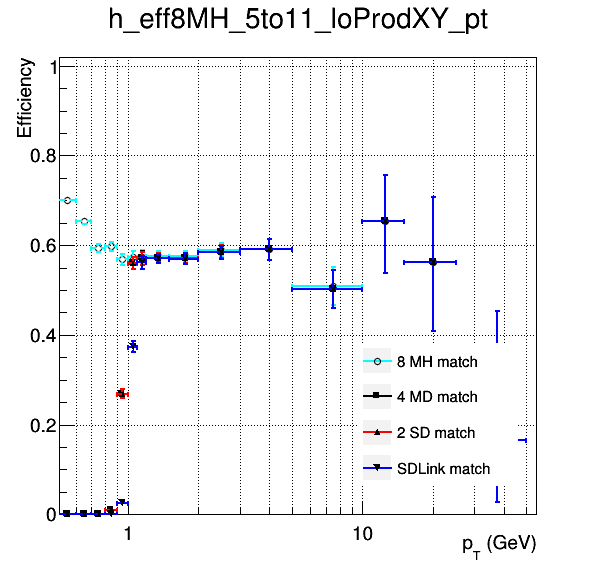 h_eff8MH_5to11_loProdXY_pt
Efficiency
1
0.8
0.6
0.4
0.2
0
8 MH match
4 MD match
2 SD match
SDLink match
1
10
p_T (GeV)